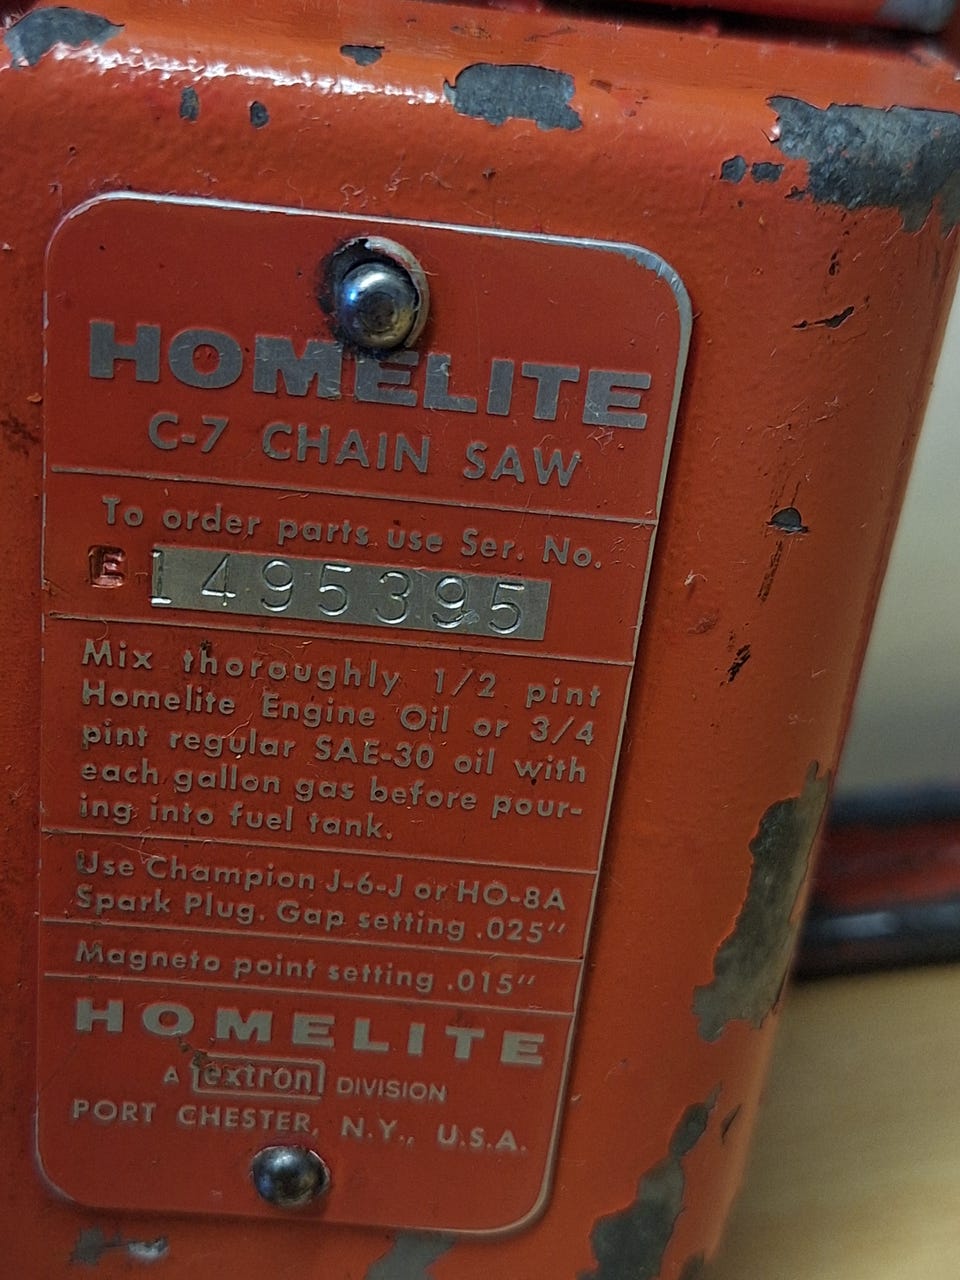 HOMELITE
C-7 CHAIN SAW
To order parts use Ser. No.
E 1495395
Mix thoroughly 1/2 pint
Homelite Engine Oil or 3/4
pint regular SAE-30 oil with
each gallon gas before pour-
ing into fuel tank.
Use Champion J-6-J or HO-8A
Spark Plug. Gap setting .025"
Magneto point setting .015"
HOMELITE
A textron DIVISION
PORT CHESTER, N.Y., U.S.A.